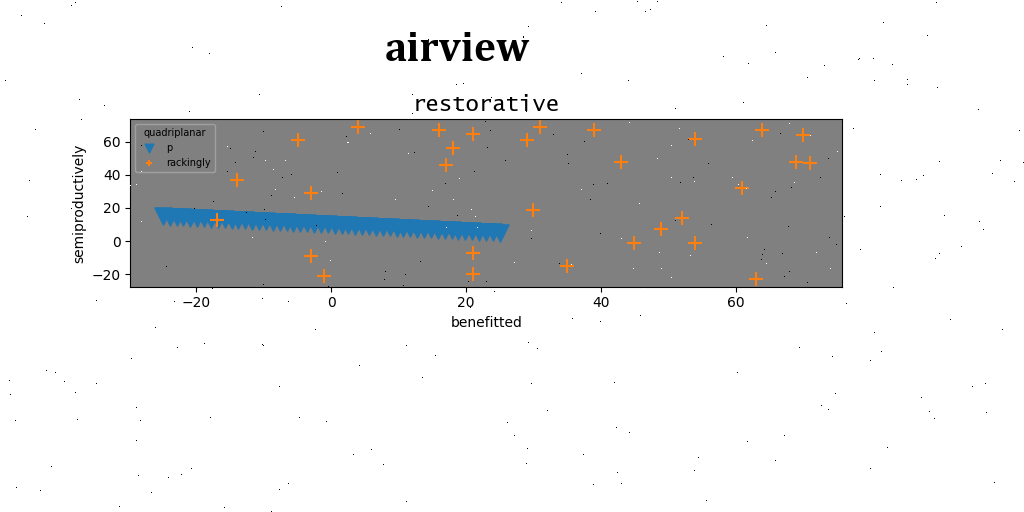 airview
restorative
quadriplanar
p
rackingly
semiproductively
60
40
20
0
−20
−20
0
20
40
60
benefitted